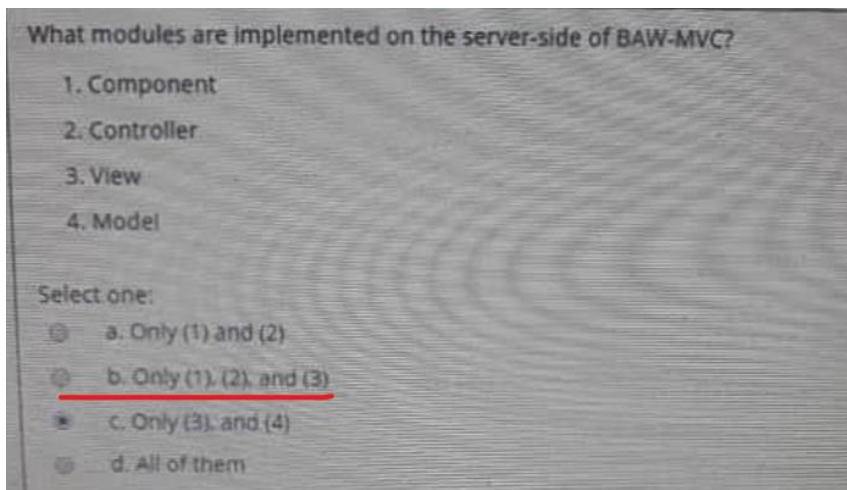 What modules are implemented on the server-side of BAW-MVC?
1. Component
2. Controller
3. View
4. Model
Select one:
a. Only (1) and (2)
b. Only (1), (2), and (3)
c. Only (3), and (4)
d. All of them